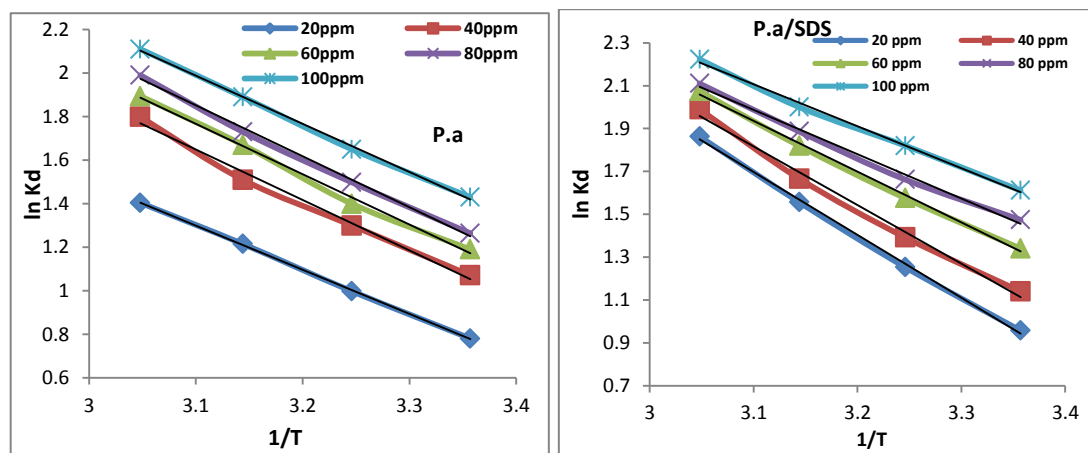 20ppm 40ppm
60ppm 80ppm
100ppm
P.a
ln Kd
2.2
2
1.8
1.6
1.4
1.2
1
0.8
0.6
3 3.1 3.2 3.3 3.4
1/T
P.a/SDS
20 ppm 40 ppm
60 ppm 80 ppm
100 ppm
ln Kd
2.3
2.1
1.9
1.7
1.5
1.3
1.1
0.9
0.7
3 3.1 3.2 3.3 3.4
1/T